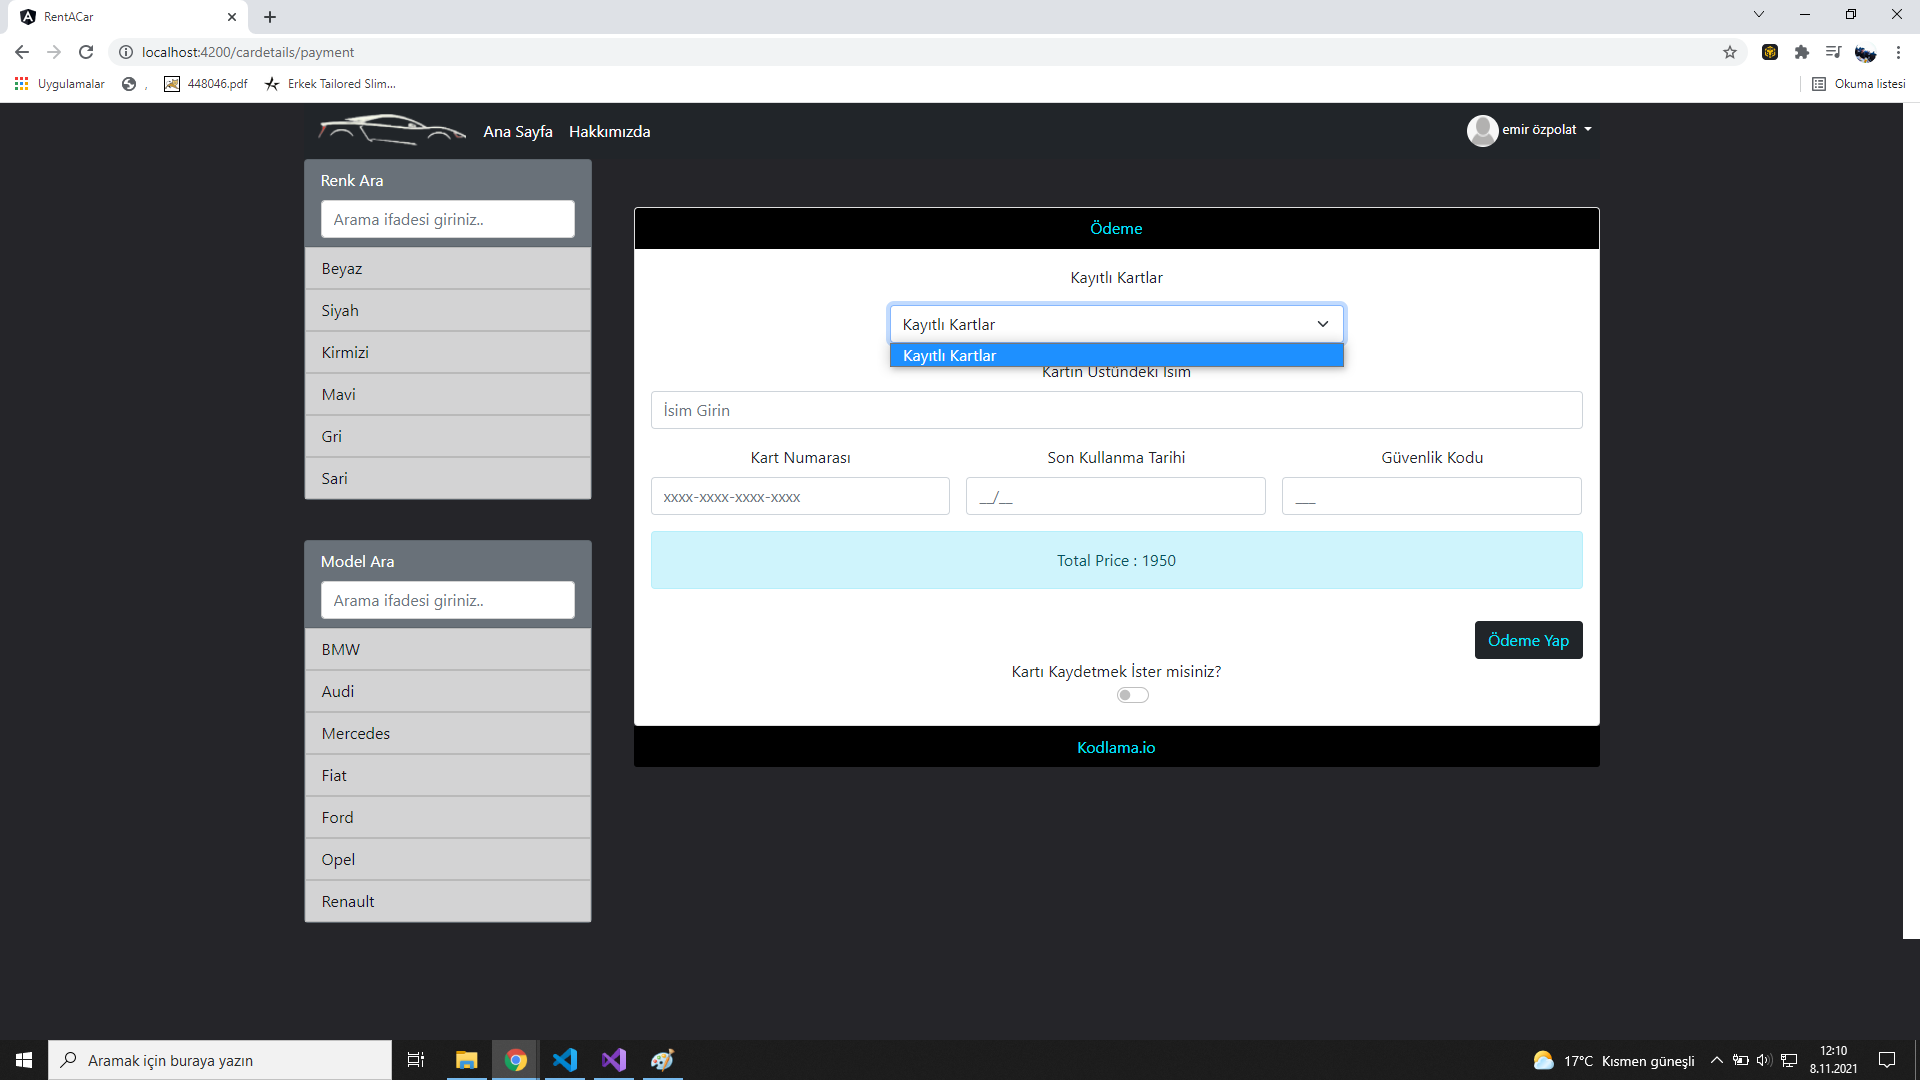 RentACar
localhost:4200/cardetails/payment
Uygulamalar
,
448046.pdf
Erkek Tailored Slim...
Okuma listesi
Ana Sayfa
Hakkımızda
emir özpolat
Renk Ara
Arama ifadesi giriniz..
Beyaz
Siyah
Kirmizi
Mavi
Gri
Sari
Model Ara
Arama ifadesi giriniz..
BMW
Audi
Mercedes
Fiat
Ford
Opel
Renault
Ödeme
Kayıtlı Kartlar
Kayıtlı Kartlar
Kayıtlı Kartlar
Kartın Üstündeki İsim
İsim Girin
Kart Numarası
Son Kullanma Tarihi
Güvenlik Kodu
xxxx-xxxx-xxxx-xxxx
__/__
___
Total Price : 1950
Ödeme Yap
Kartı Kaydetmek İster misiniz?
Kodlama.io
Aramak için buraya yazın
17°C Kısmen güneşli
12:10
8.11.2021